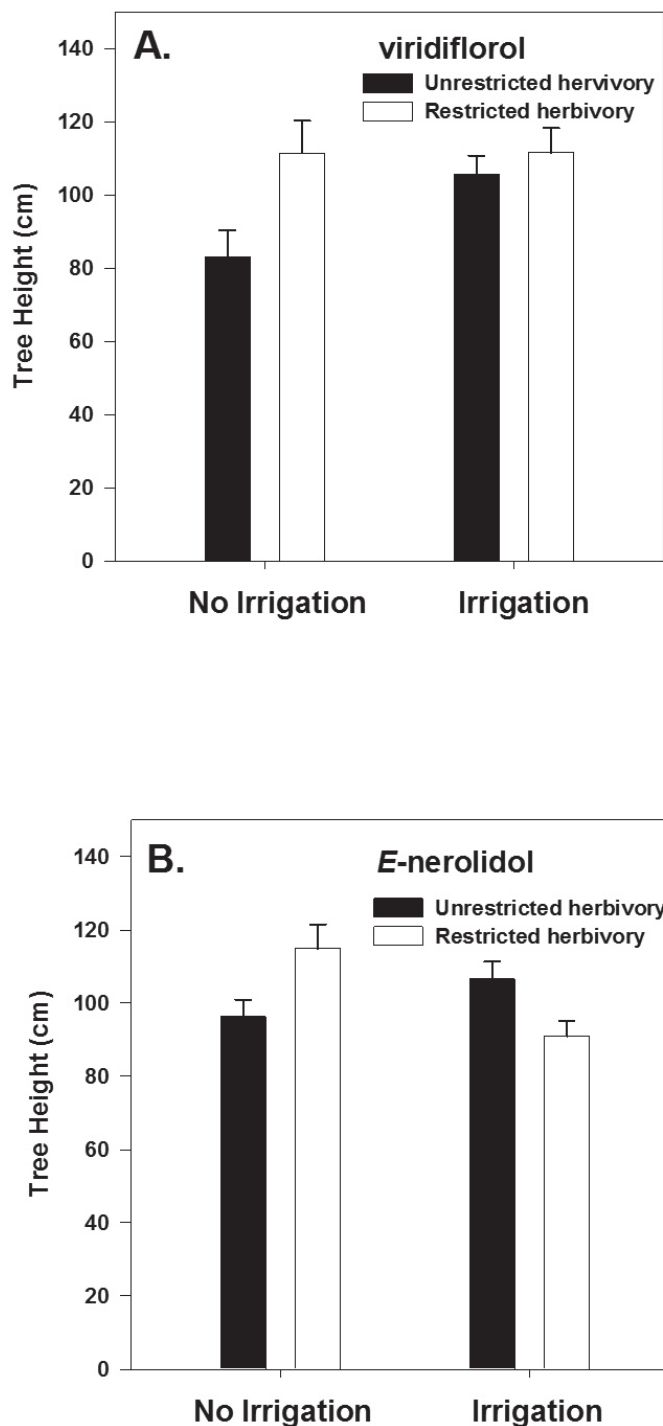 A.
viridiflorol
Unrestricted hervivory
Restricted herbivory
Tree Height (cm)
140
120
100
80
60
40
20
0
No Irrigation Irrigation
B.
E-nerolidol
Unrestricted herbivory
Restricted herbivory
Tree Height (cm)
140
120
100
80
60
40
20
0
No Irrigation Irrigation